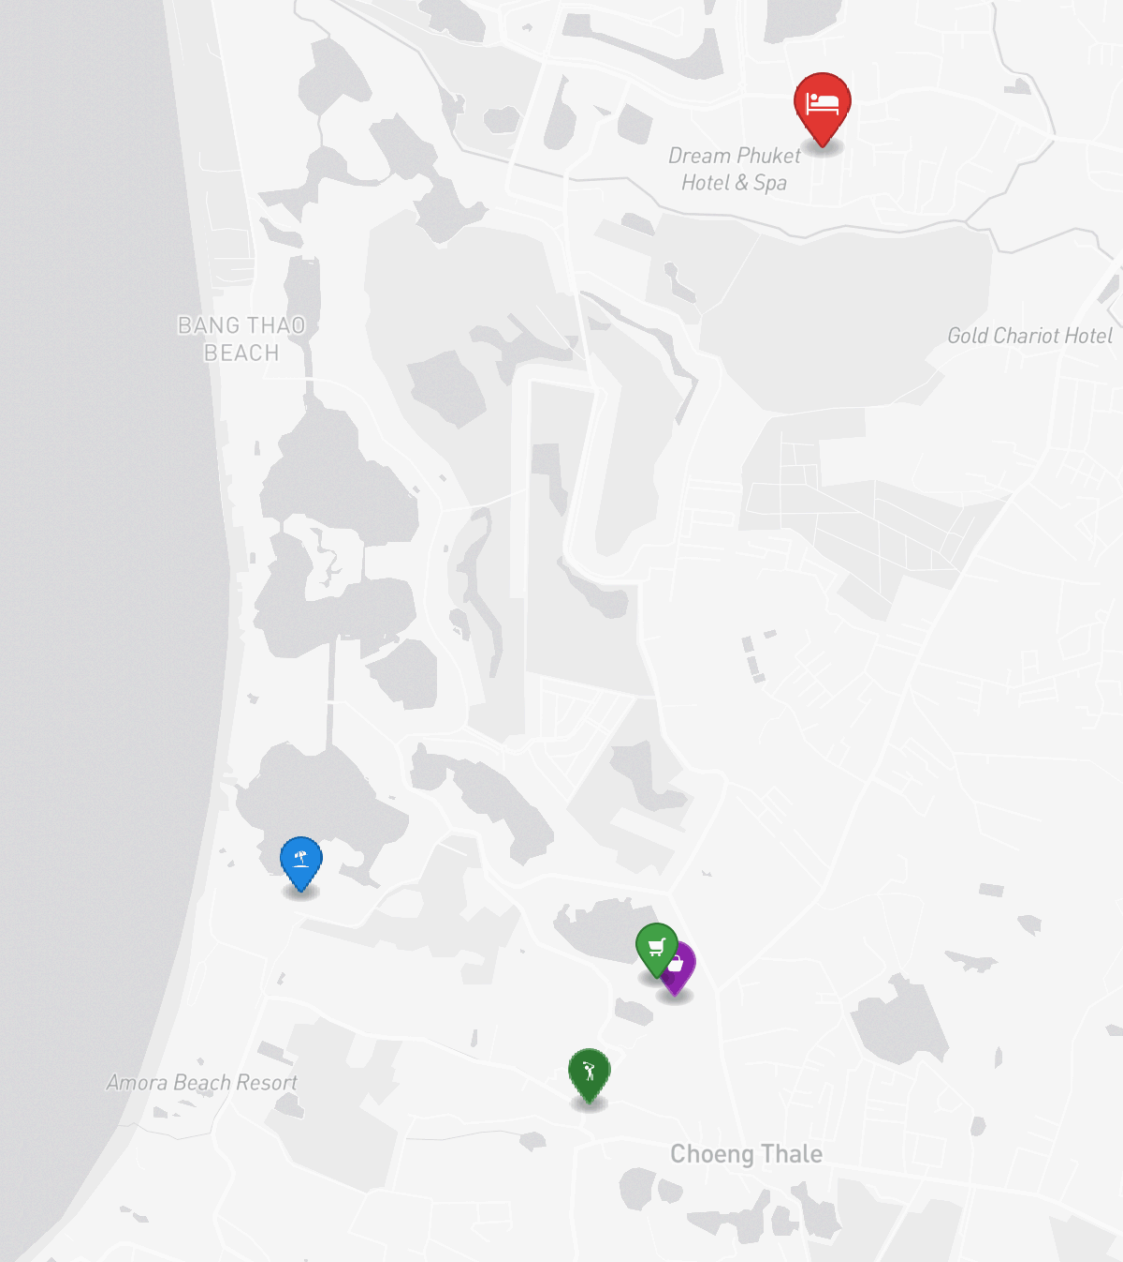 Dream Phuket
Hotel & Spa
BANG THAO
BEACH
Gold Chariot Hotel
Amora Beach Resort
Choeng Thale